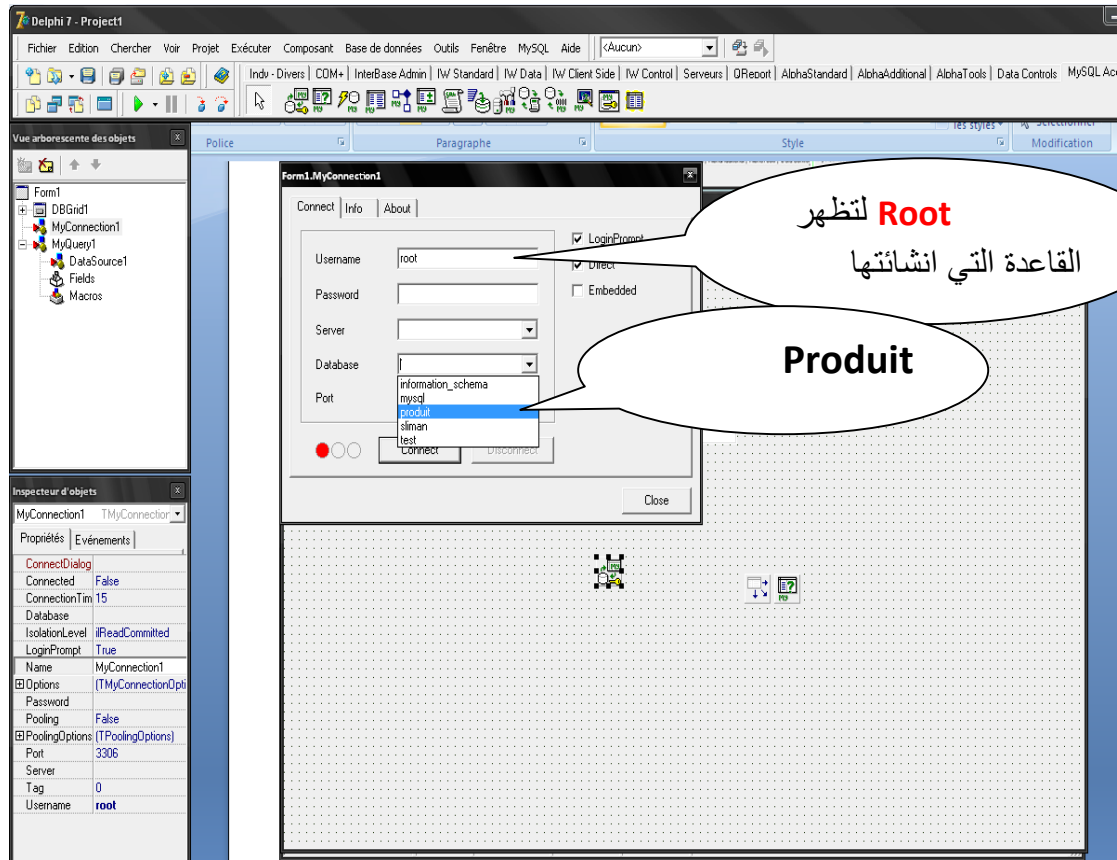 Delphi 7 - Project1
Fichier Edition Chercher Voir Projet Exécuter Composant Base de données Outils Fenêtre MySQL Aide <Aucun>
Indy - Divers COM+ InterBase Admin IW Standard IW Data IW Client Side IW Control Serveurs QReport AlphaStandard AlphaAdditional AlphaTools Data Controls MySQL Acc
Vue arborescente des objets
Police Paragraphe Style Modification
les styles
Form1
DBGrid1
MyConnection1
MyQuery1
DataSource1
Fields
Macros
Form1.MyConnection1
Connect Info About
Username root
Password
Server
Database
Port
LoginPrompt
Direct
Embedded
information_schema
mysql
produit
sliman
test
Connect Disconnect
Close
Root لتظهر
القاعدة التي انشائتها
Produit
Inspecteur d'objets
MyConnection1 TMyConnection
Propriétés Evénements
ConnectDialog
Connected False
ConnectionTim 15
Database
IsolationLevel ilReadCommitted
LoginPrompt True
Name MyConnection1
Options (TMyConnectionOpti
Password
Pooling False
PoolingOptions (TPoolingOptions)
Port 3306
Server
Tag 0
Username root